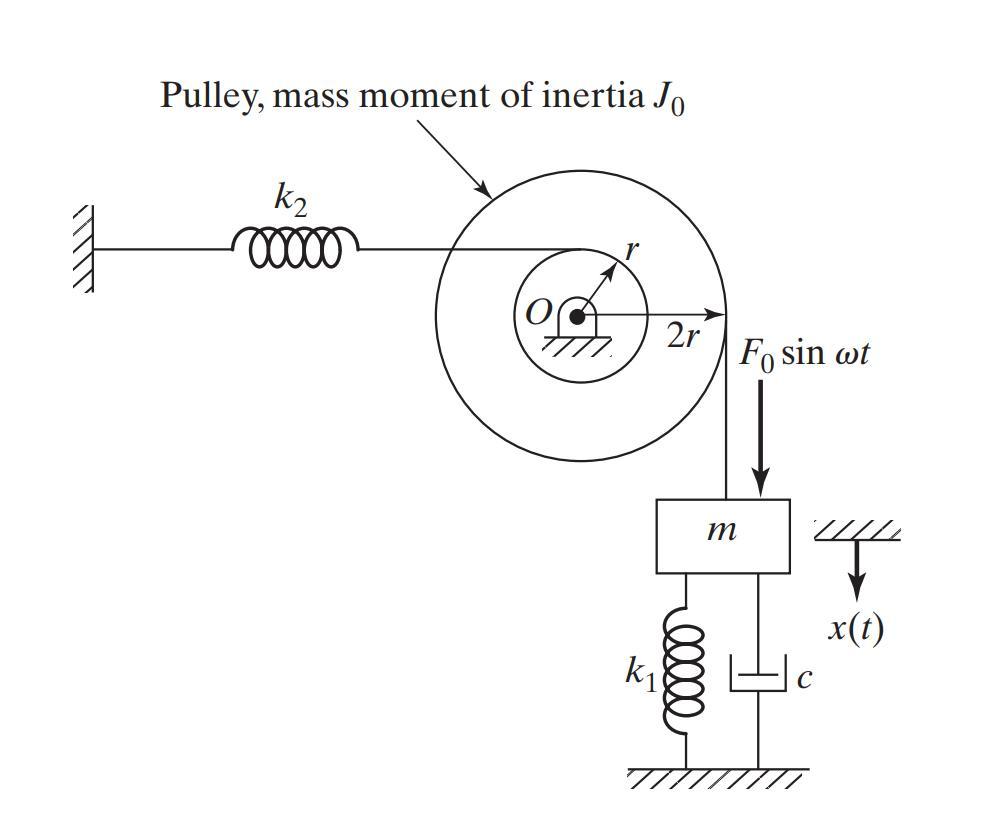 Pulley, mass moment of inertia J₀
k₂
r
O
2r
F₀ sin ωt
m
x(t)
k₁
c